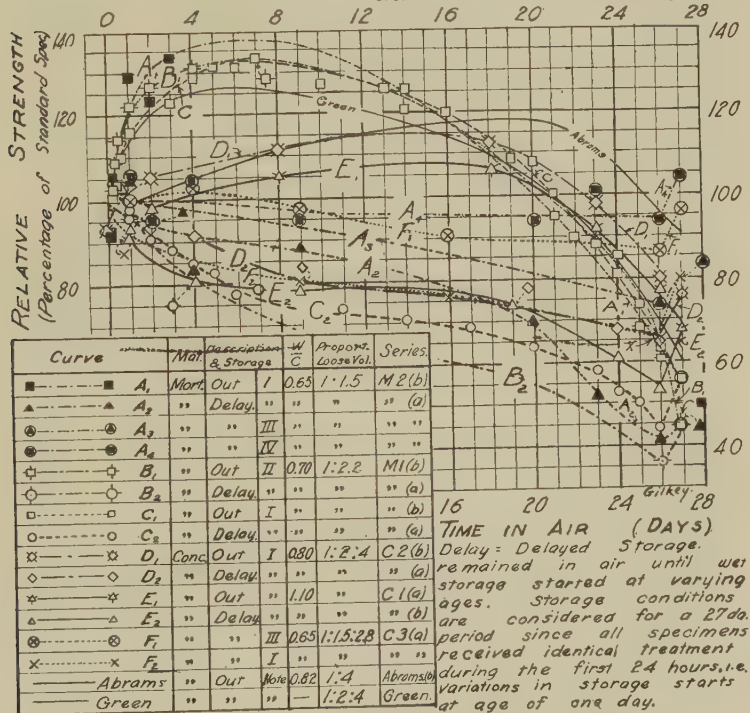 0 4 8 12 16 20 24 28
140 140
120 120
100 100
80 80
60
40
16 20 24 28
RELATIVE STRENGTH
(Percentage of Standard Spec.)
A₁
B₁
C₁
Green
Abrams
D₁
E₁
A₄
F₁
A₃
A₂
D₂
F₂
E₂
C₂
B₂
Gilkey.
TIME IN AIR (DAYS)
Delay = Delayed Storage.
remained in air until wet
storage started at varying
ages. Storage conditions
are considered for a 27da.
period since all specimens
received identical treatment
during the first 24 hours, i.e.
variations in storage starts
at age of one day.
Curve Mat. Description & Storage W/C Proport. Loose Vol. Series.
A₁ Mort. Out I 0.65 1:1.5 M2(b)
A₂ " Delay. " " " " (a)
A₃ " " III " " " "
A₄ " " IV " " " "
B₁ " Out II 0.70 1:2.2 M1(b)
B₂ " Delay. " " " " (a)
C₁ " Out I " " " (b)
C₂ " Delay. " " " " (a)
D₁ Conc. Out I 0.80 1:2:4 C2(b)
D₂ " Delay. " " " " (a)
E₁ " Out " 1.10 " C1(a)
E₂ " Delay " " " " (b)
F₁ " " III 0.65 1:1.5:2.8 C3(a)
F₂ " " I " " " "
Abrams " Out Note 0.82 1:4 Abrams(b)
Green " " " — 1:2:4 Green.